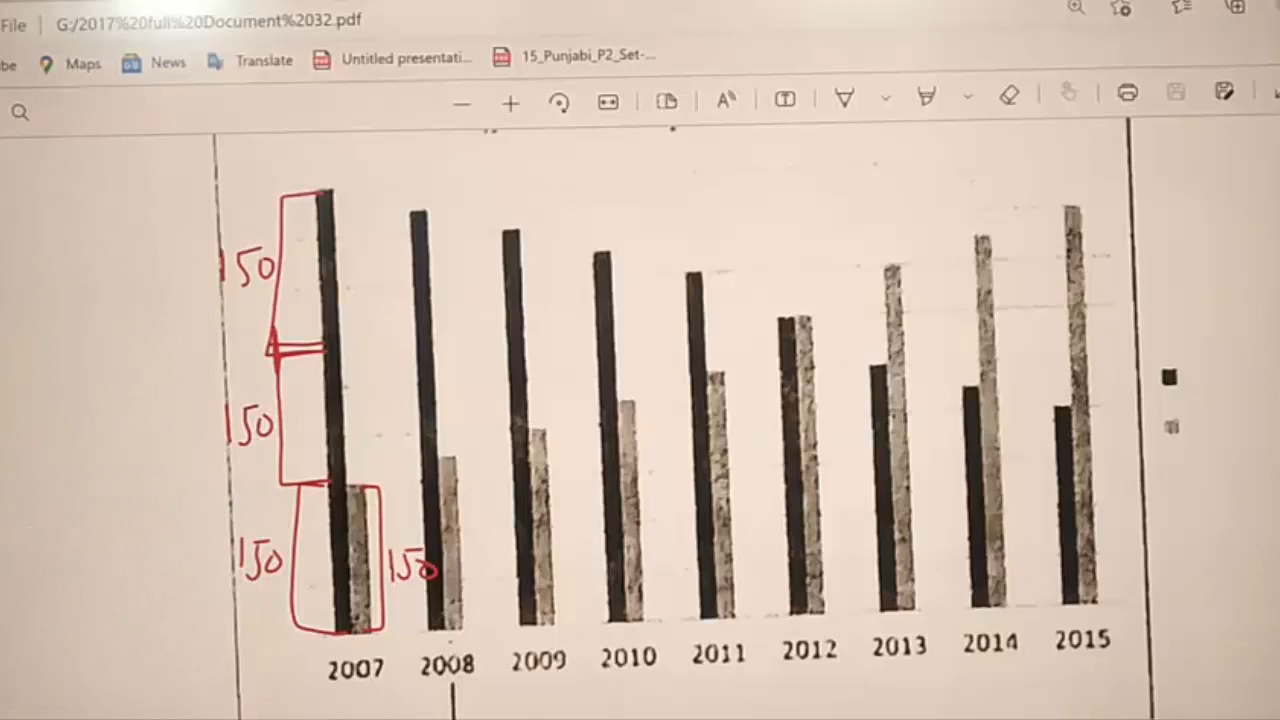 File | G:/2017%20full%20Document%2032.pdf
be Maps News Translate Untitled presentati... 15_Punjabi_P2_Set-...
150
150
150 150
2007 2008 2009 2010 2011 2012 2013 2014 2015